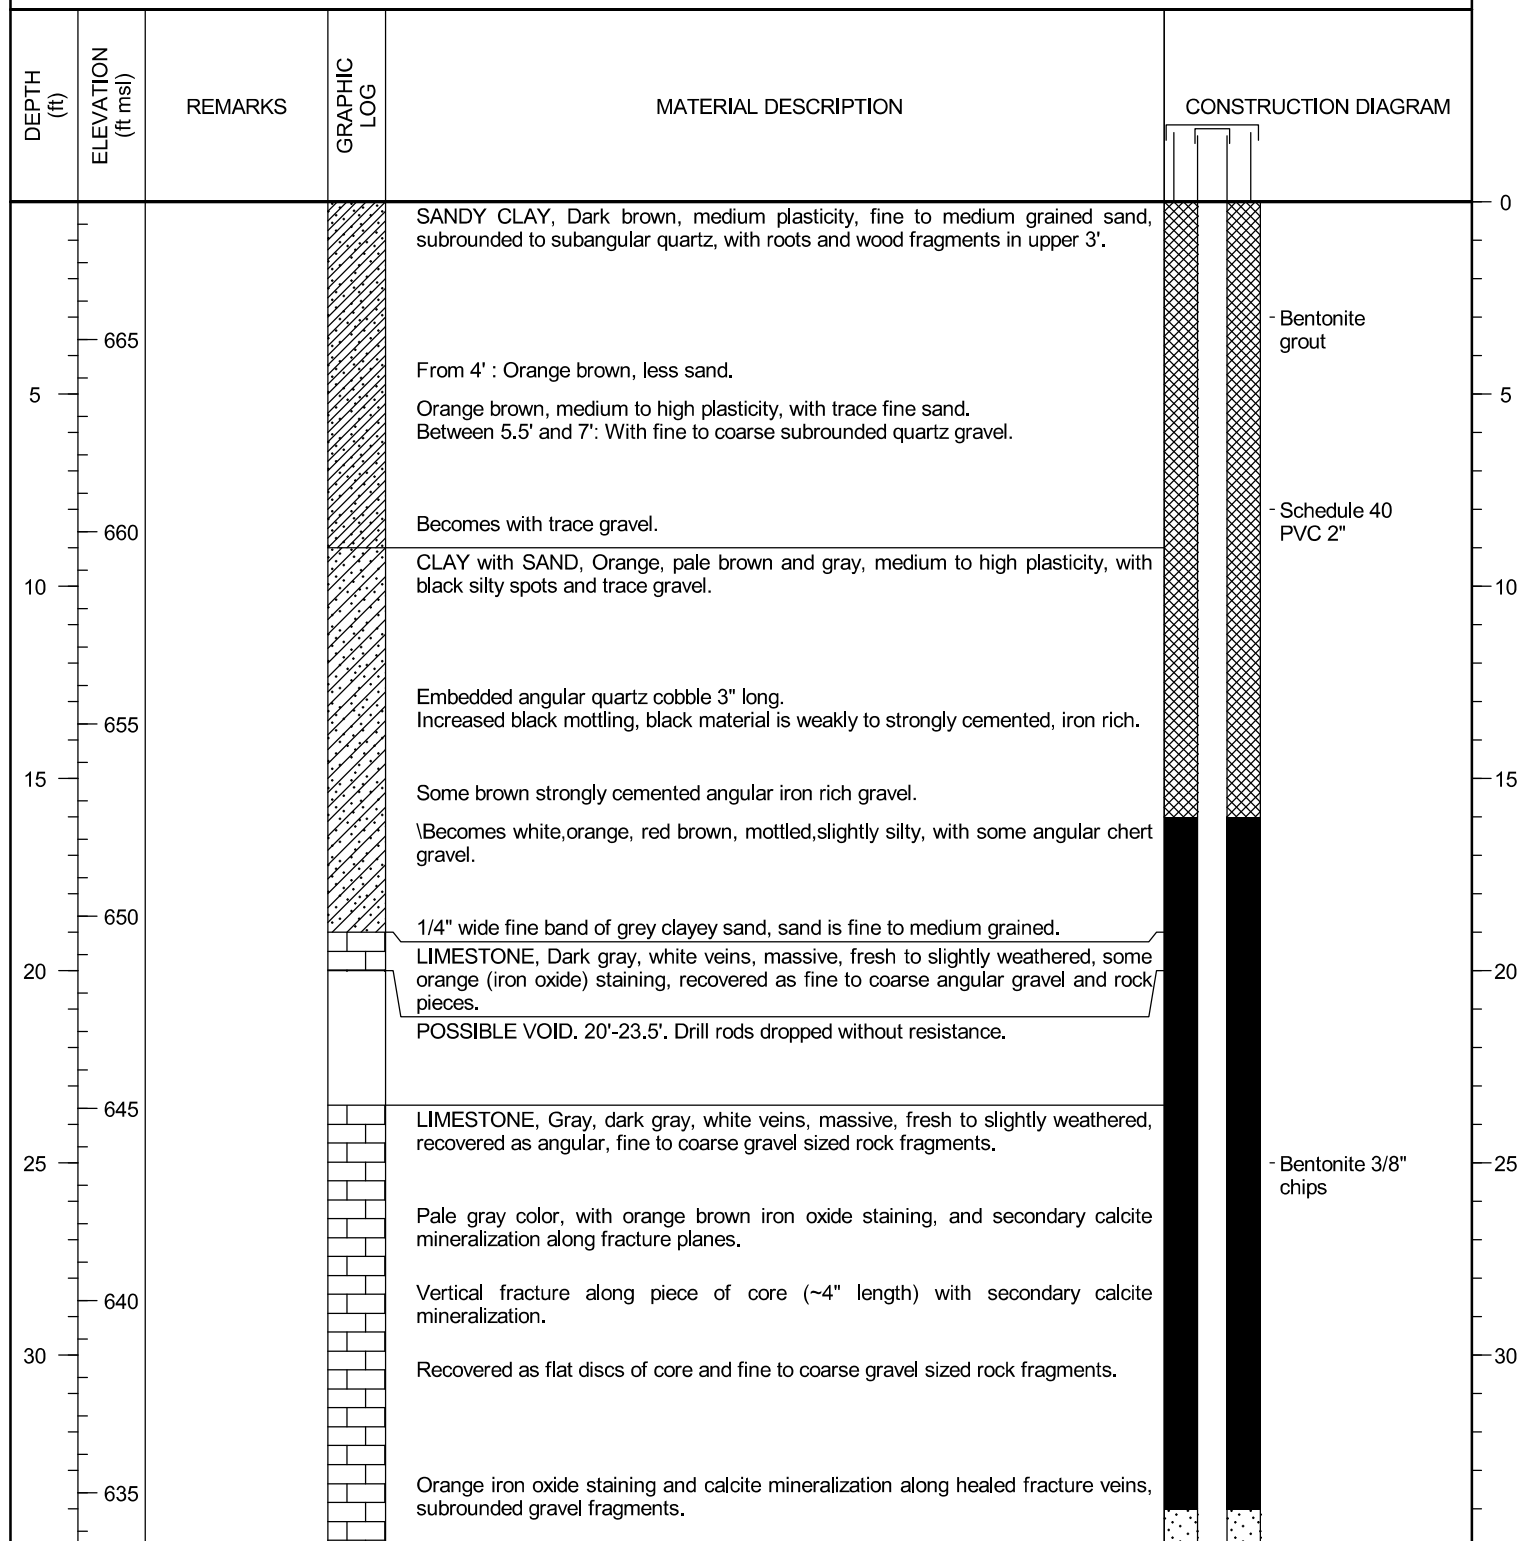 DEPTH
(ft)
ELEVATION
(ft msl)
REMARKS
GRAPHIC
LOG
MATERIAL DESCRIPTION
CONSTRUCTION DIAGRAM
0
SANDY CLAY, Dark brown, medium plasticity, fine to medium grained sand,
subrounded to subangular quartz, with roots and wood fragments in upper 3'.
Bentonite
grout
665
From 4' : Orange brown, less sand.
5
5
Orange brown, medium to high plasticity, with trace fine sand.
Between 5.5' and 7': With fine to coarse subrounded quartz gravel.
Schedule 40
PVC 2"
660
Becomes with trace gravel.
CLAY with SAND, Orange, pale brown and gray, medium to high plasticity, with
black silty spots and trace gravel.
10
10
Embedded angular quartz cobble 3" long.
Increased black mottling, black material is weakly to strongly cemented, iron rich.
655
15
15
Some brown strongly cemented angular iron rich gravel.
\Becomes white,orange, red brown, mottled,slightly silty, with some angular chert
gravel.
650
1/4" wide fine band of grey clayey sand, sand is fine to medium grained.
LIMESTONE, Dark gray, white veins, massive, fresh to slightly weathered, some
orange (iron oxide) staining, recovered as fine to coarse angular gravel and rock
pieces.
20
20
POSSIBLE VOID. 20'-23.5'. Drill rods dropped without resistance.
645
LIMESTONE, Gray, dark gray, white veins, massive, fresh to slightly weathered,
recovered as angular, fine to coarse gravel sized rock fragments.
25
25
Bentonite 3/8"
chips
Pale gray color, with orange brown iron oxide staining, and secondary calcite
mineralization along fracture planes.
640
Vertical fracture along piece of core (~4" length) with secondary calcite
mineralization.
30
30
Recovered as flat discs of core and fine to coarse gravel sized rock fragments.
635
Orange iron oxide staining and calcite mineralization along healed fracture veins,
subrounded gravel fragments.